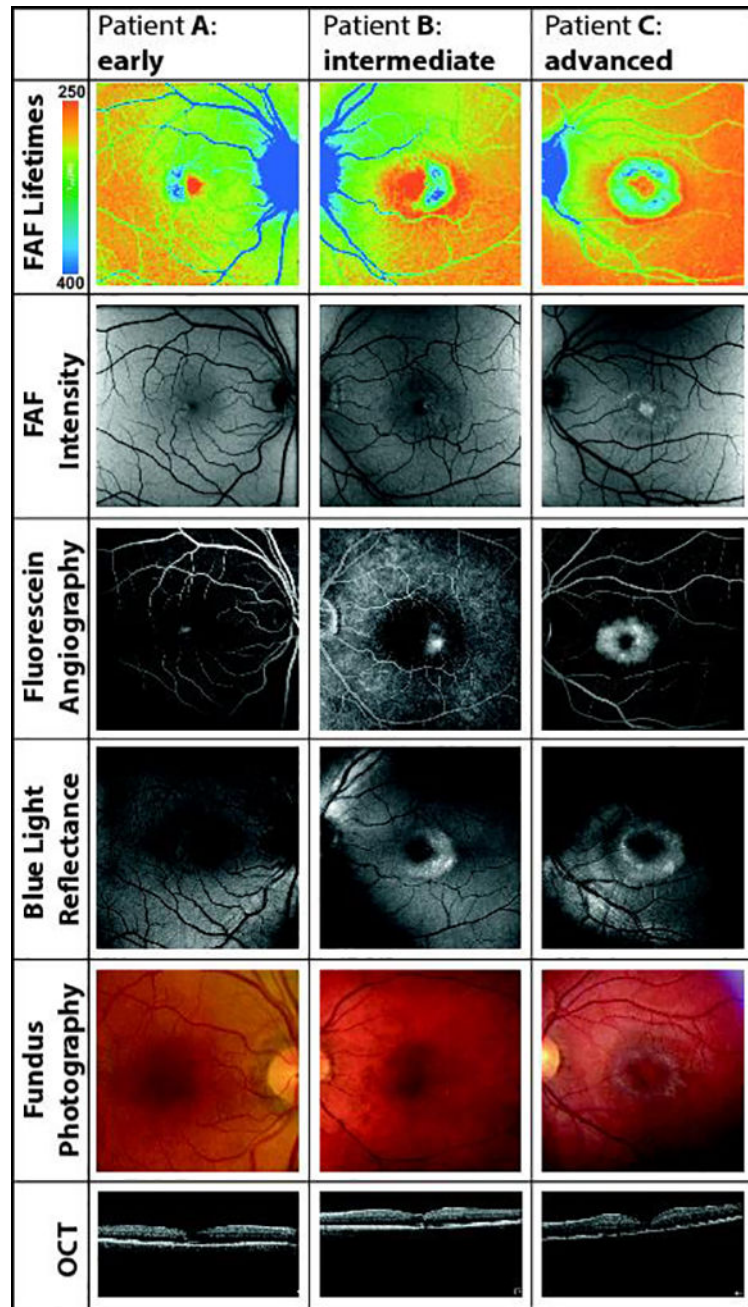 Patient A:
early
Patient B:
intermediate
Patient C:
advanced
FAF Lifetimes
250
400
FAF
Intensity
Fluorescein
Angiography
Blue Light
Reflectance
Fundus
Photography
OCT